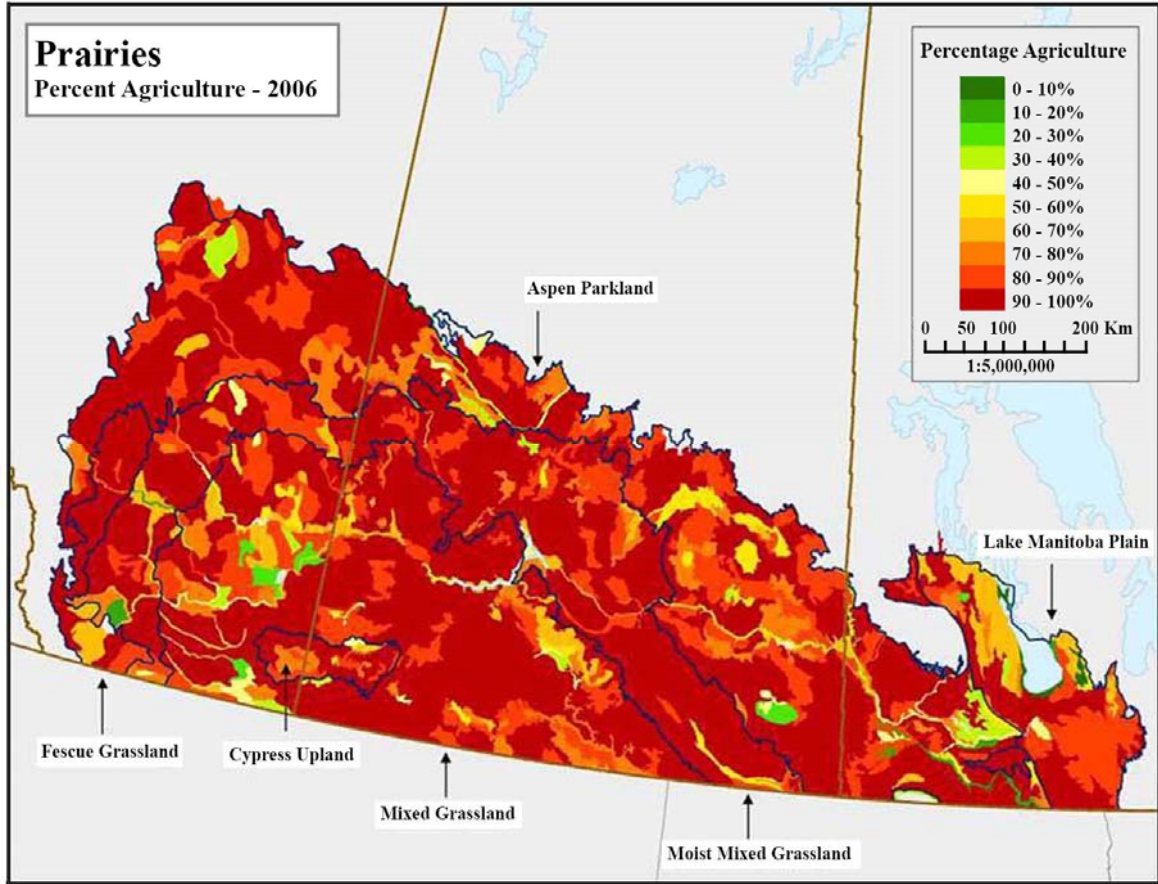 Prairies
Percent Agriculture - 2006
Percentage Agriculture
0 - 10%
10 - 20%
20 - 30%
30 - 40%
40 - 50%
50 - 60%
60 - 70%
70 - 80%
80 - 90%
90 - 100%
0 50 100 200 Km
1:5,000,000
Aspen Parkland
Lake Manitoba Plain
Fescue Grassland
Cypress Upland
Mixed Grassland
Moist Mixed Grassland